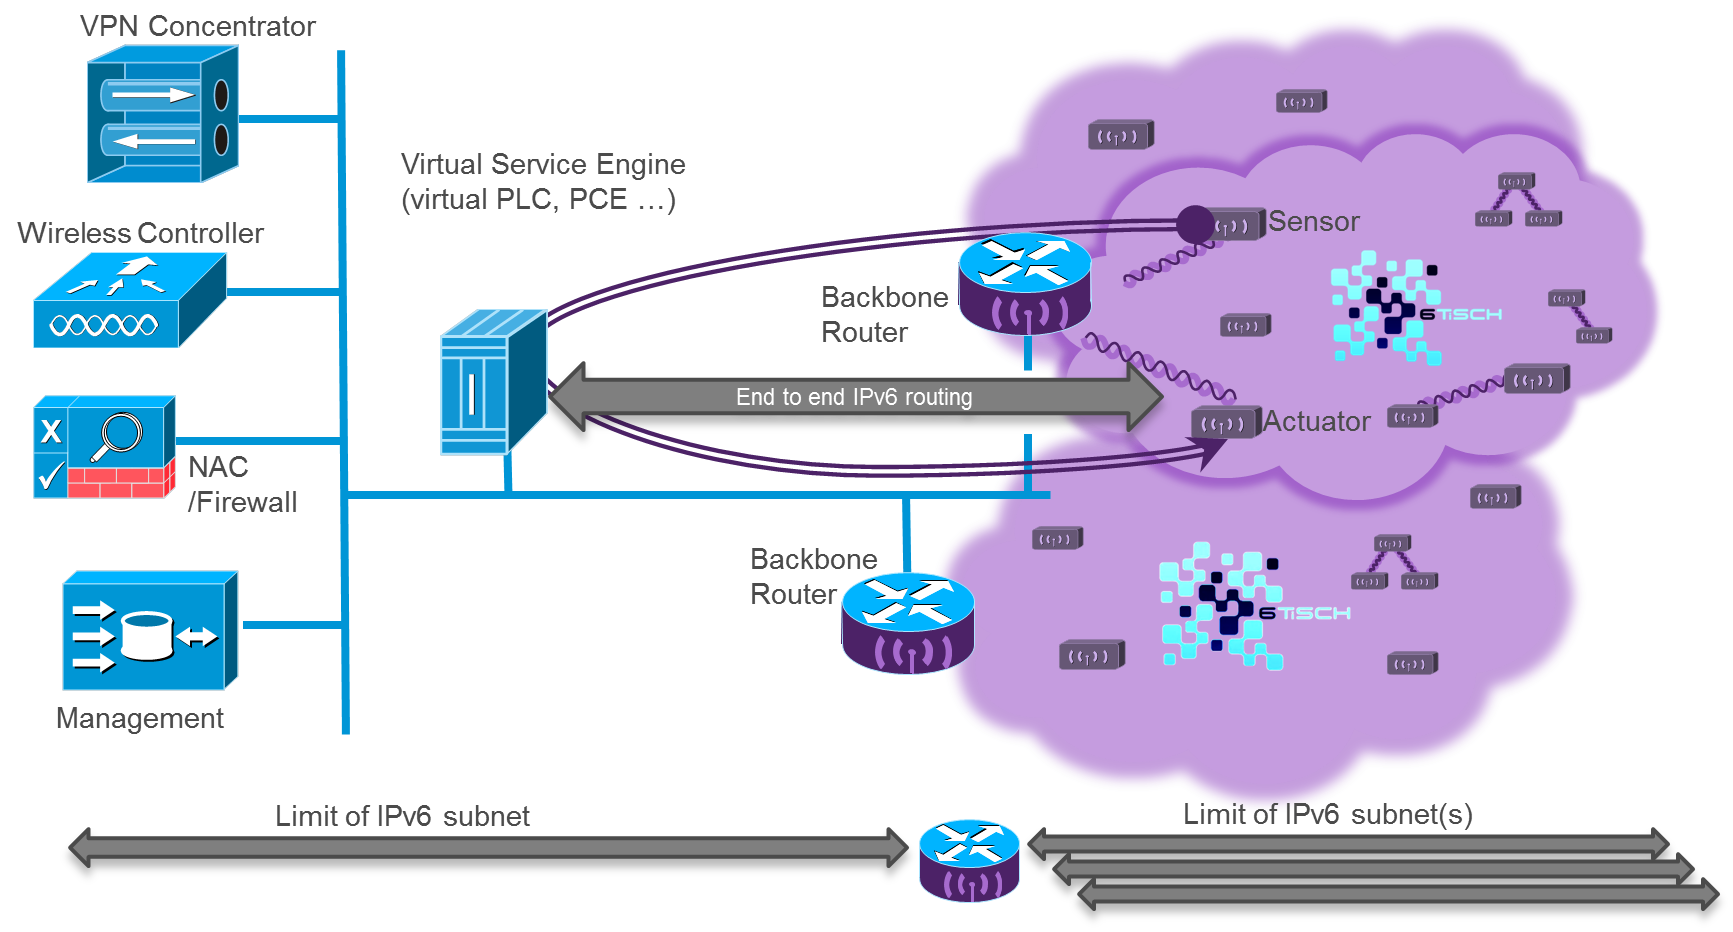 VPN Concentrator
Virtual Service Engine
(virtual PLC, PCE ...)
Wireless Controller
Sensor
Backbone
Router
6TiSCH
End to end IPv6 routing
Actuator
NAC
/Firewall
Backbone
Router
6TiSCH
Management
Limit of IPv6 subnet
Limit of IPv6 subnet(s)